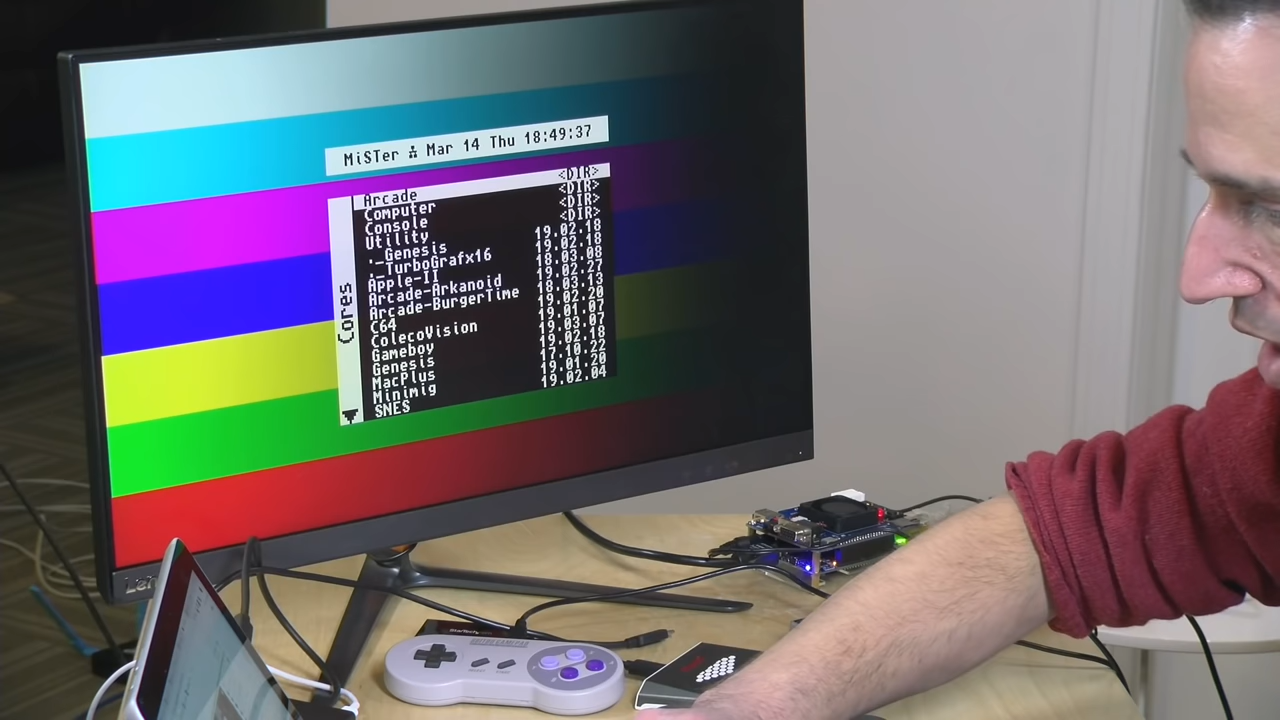 MiSTer Mar 14 Thu 18:49:37
Cores
Arcade <DIR>
Computer <DIR>
Console <DIR>
Utility <DIR>
._Genesis 19.02.18
._TurboGrafx16 19.02.18
Apple-II 18.03.08
Arcade-Arkanoid 19.02.27
Arcade-BurgerTime 18.03.13
C64 19.02.20
ColecoVision 19.01.07
Gameboy 19.03.07
Genesis 19.02.18
MacPlus 17.10.22
Minimig 19.01.20
SNES 19.02.04
Len
StarTech